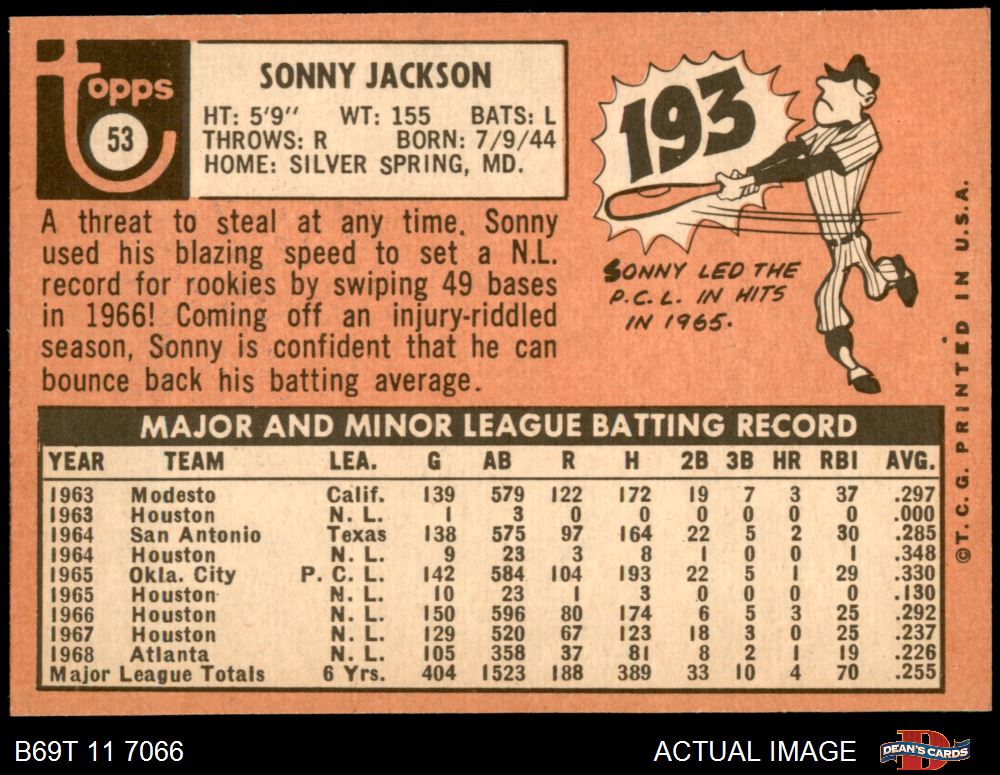 topps
53
SONNY JACKSON
HT: 5'9" WT: 155 BATS: L
THROWS: R BORN: 7/9/44
HOME: SILVER SPRING, MD.
A threat to steal at any time. Sonny
used his blazing speed to set a N.L.
record for rookies by swiping 49 bases
in 1966! Coming off an injury-riddled
season, Sonny is confident that he can
bounce back his batting average.
193
SONNY LED THE
P.C.L. IN HITS
IN 1965.
MAJOR AND MINOR LEAGUE BATTING RECORD
YEAR TEAM LEA. G AB R H 2B 3B HR RBI AVG.
1963 Modesto Calif. 139 579 122 172 19 7 3 37 .297
1963 Houston N. L. 1 3 0 0 0 0 0 0 .000
1964 San Antonio Texas 138 575 97 164 22 5 2 30 .285
1964 Houston N. L. 9 23 3 8 1 0 0 1 .348
1965 Okla. City P. C. L. 142 584 104 193 22 5 1 29 .330
1965 Houston N. L. 10 23 1 3 0 0 0 0 .130
1966 Houston N. L. 150 596 80 174 6 5 3 25 .292
1967 Houston N. L. 129 520 67 123 18 3 0 25 .237
1968 Atlanta N. L. 105 358 37 81 8 2 1 19 .226
Major League Totals 6 Yrs. 404 1523 188 389 33 10 4 70 .255
©T. C. G. PRINTED IN U.S.A.
B69T 11 7066
ACTUAL IMAGE
DEAN'S CARDS